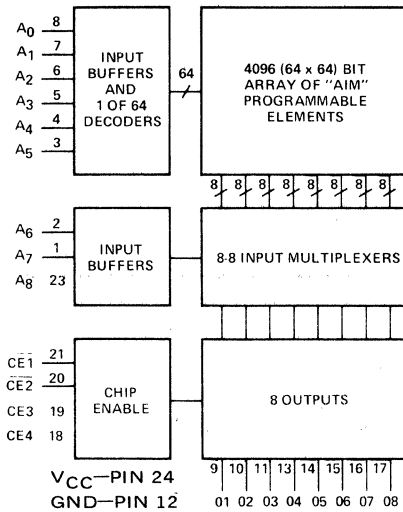 A0 8
A1 7
A2 6
A3 5
A4 4
A5 3
INPUT
BUFFERS
AND
1 OF 64
DECODERS
64
4096 (64 x 64) BIT
ARRAY OF "AIM"
PROGRAMMABLE
ELEMENTS
8 8 8 8 8 8 8 8
A6 2
A7 1
A8 23
INPUT
BUFFERS
8-8 INPUT MULTIPLEXERS
CE1 21
CE2 20
CE3 19
CE4 18
CHIP
ENABLE
8 OUTPUTS
9 10 11 13 14 15 16 17
01 02 03 04 05 06 07 08
VCC—PIN 24
GND—PIN 12